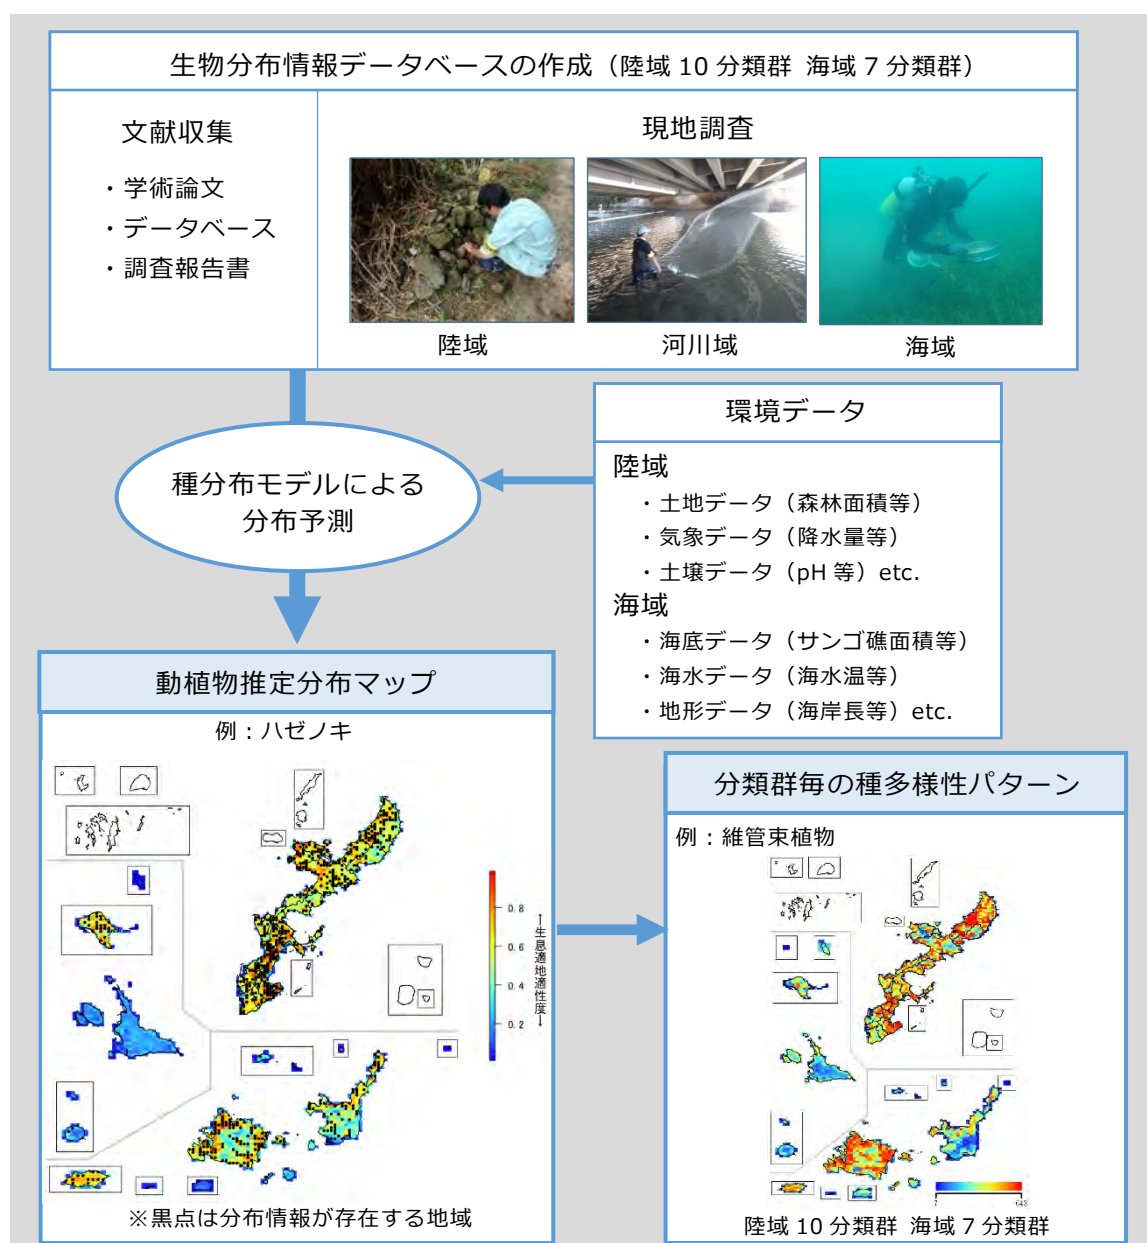 生物分布情報データベースの作成（陸域 10 分類群 海域 7 分類群）
文献収集
・学術論文
・データベース
・調査報告書
現地調査
陸域
河川域
海域
種分布モデルによる
分布予測
環境データ
陸域
・土地データ（森林面積等）
・気象データ（降水量等）
・土壌データ（pH 等）etc.
海域
・海底データ（サンゴ礁面積等）
・海水データ（海水温等）
・地形データ（海岸長等）etc.
動植物推定分布マップ
例：ハゼノキ
0.8
0.6
0.4
0.2
←生息適地適性度→
※黒点は分布情報が存在する地域
分類群毎の種多様性パターン
例：維管束植物
7
643
陸域 10 分類群 海域 7 分類群